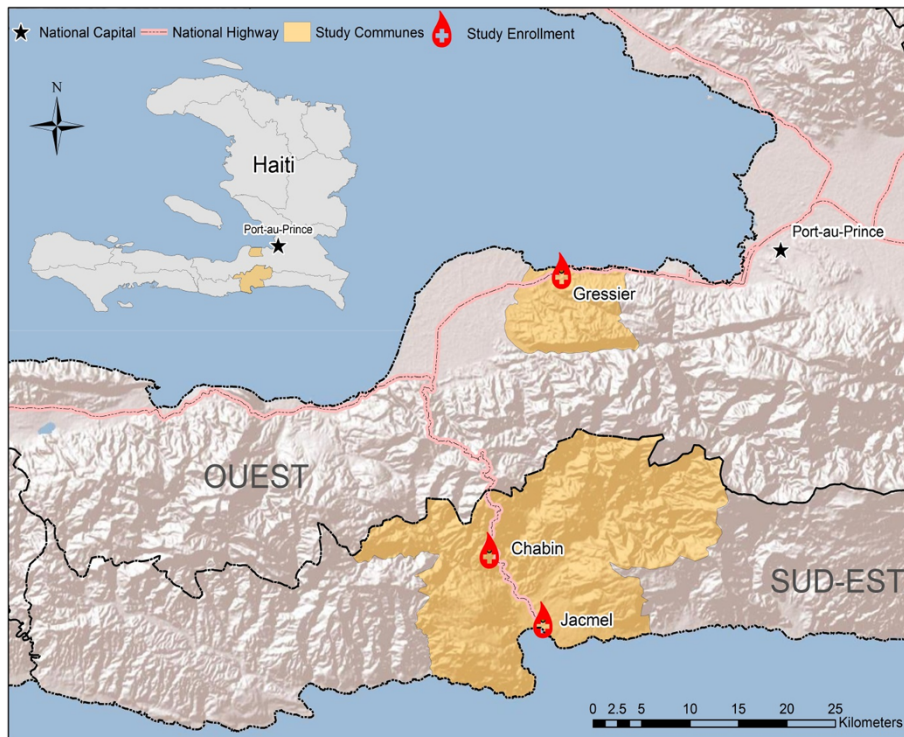 National Capital
National Highway
Study Communes
Study Enrollment
N
Haiti
Port-au-Prince
Port-au-Prince
Gressier
OUEST
Chabin
SUD-EST
Jacmel
0 2.5 5 10 15 20 25
Kilometers